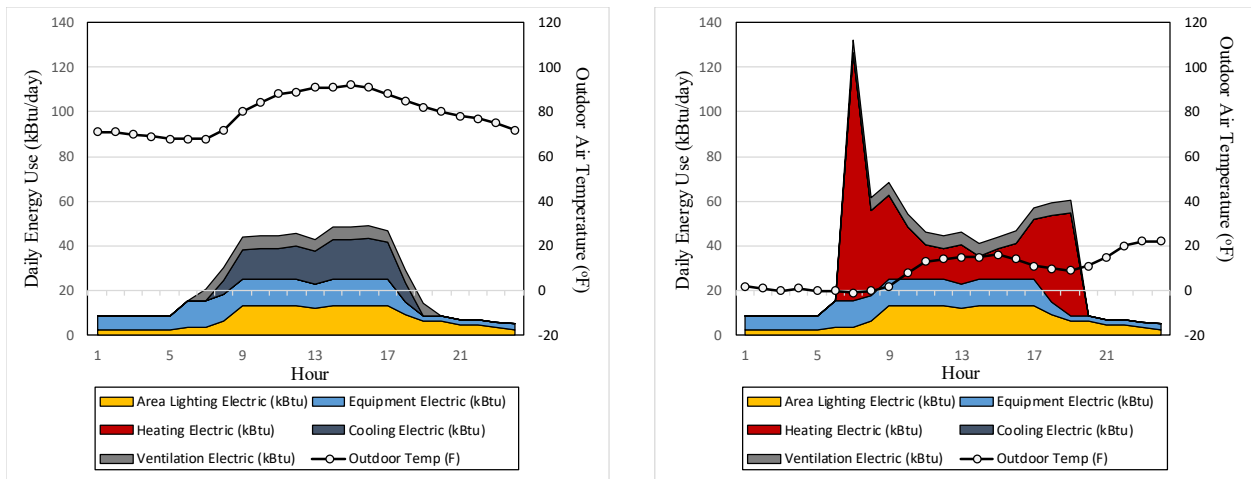 140
120
100
80
60
40
20
0
120
100
80
60
40
20
0
-20
1
5
9
13
17
21
Daily Energy Use (kBtu/day)
Outdoor Air Temperature (°F)
Hour
Area Lighting Electric (kBtu)
Equipment Electric (kBtu)
Heating Electric (kBtu)
Cooling Electric (kBtu)
Ventilation Electric (kBtu)
Outdoor Temp (F)
140
120
100
80
60
40
20
0
120
100
80
60
40
20
0
-20
1
5
9
13
17
21
Daily Energy Use (kBtu/day)
Outdoor Air Temperature (°F)
Hour
Area Lighting Electric (kBtu)
Equipment Electric (kBtu)
Heating Electric (kBtu)
Cooling Electric (kBtu)
Ventilation Electric (kBtu)
Outdoor Temp (F)